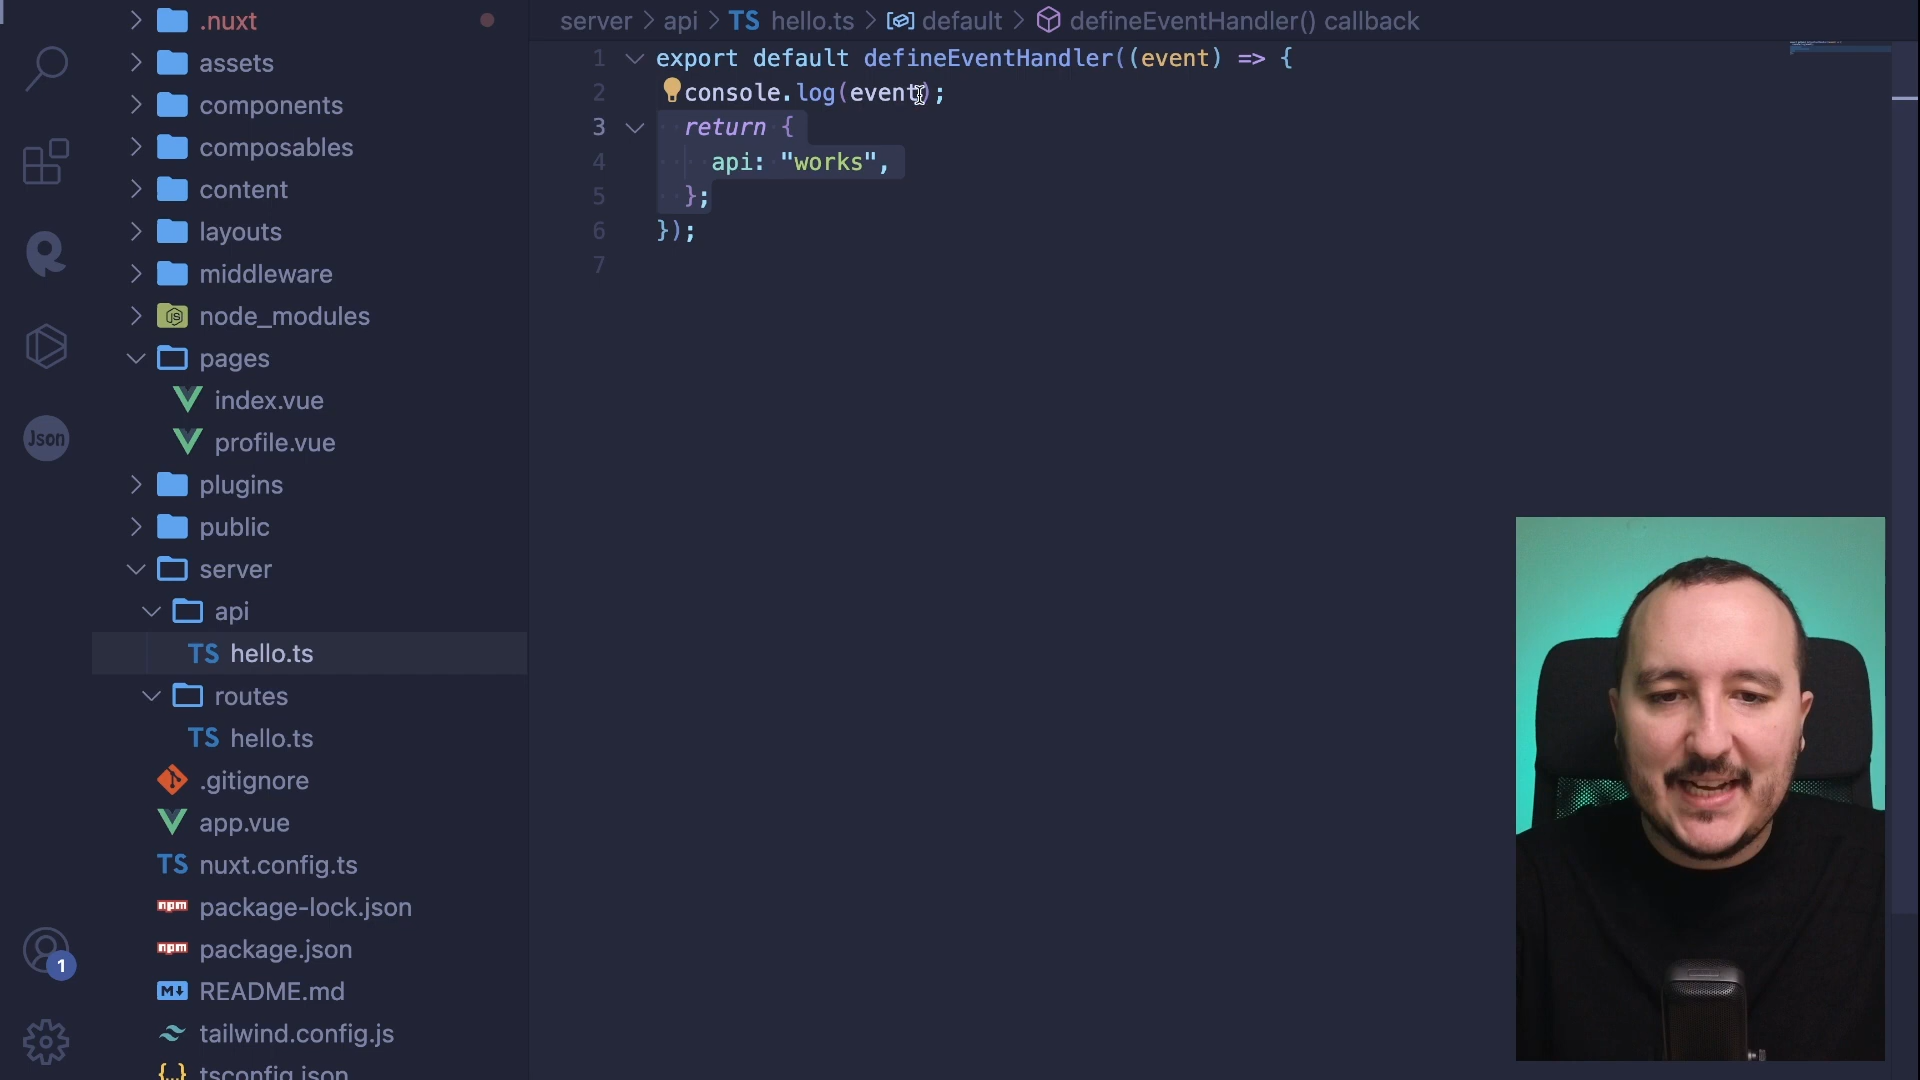 .nuxt
assets
components
composables
content
layouts
middleware
node_modules
pages
index.vue
profile.vue
plugins
public
server
api
TS hello.ts
routes
TS hello.ts
.gitignore
app.vue
TS nuxt.config.ts
npm package-lock.json
npm package.json
M README.md
tailwind.config.js
{..} tsconfig.json
Json
1
server > api > TS hello.ts > default > defineEventHandler() callback
1 export default defineEventHandler((event) => {
2 console.log(event);
3 return {
4 api: "works",
5 };
6 });
7